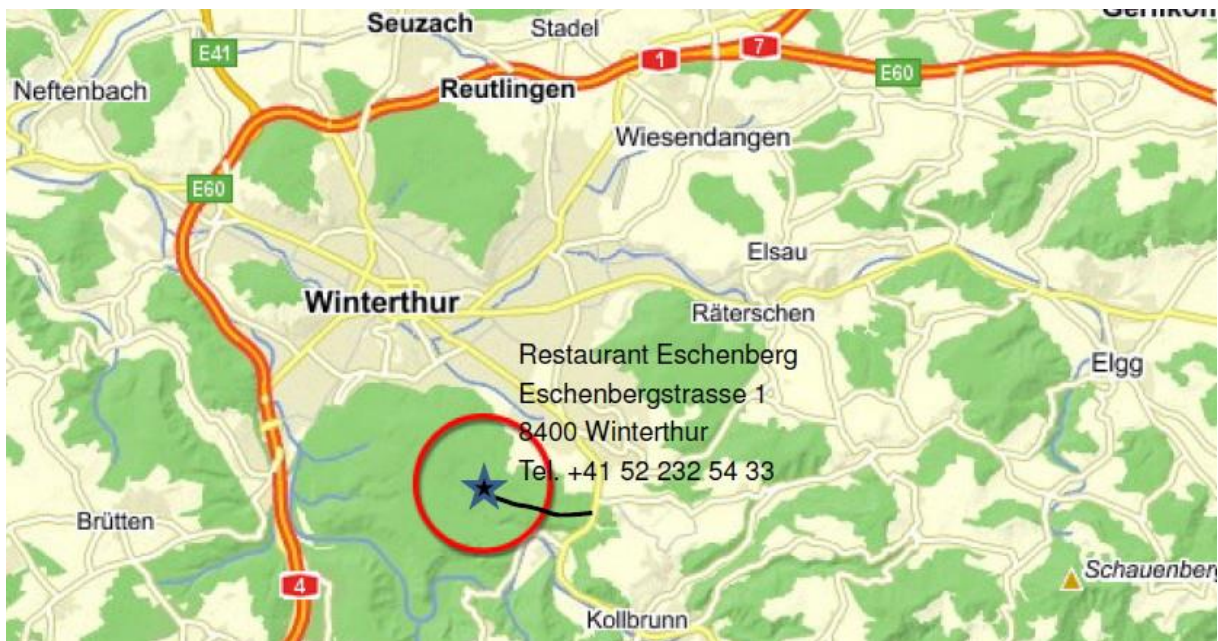 Gerlikon
Seuzach
Stadel
E41
1
7
E60
Neftenbach
Reutlingen
Wiesendangen
E60
Elsau
Winterthur
Räterschen
Restaurant Eschenberg
Elgg
Eschenbergstrasse 1
8400 Winterthur
Tel. +41 52 232 54 33
Brütten
4
Schauenberg
Kollbrunn